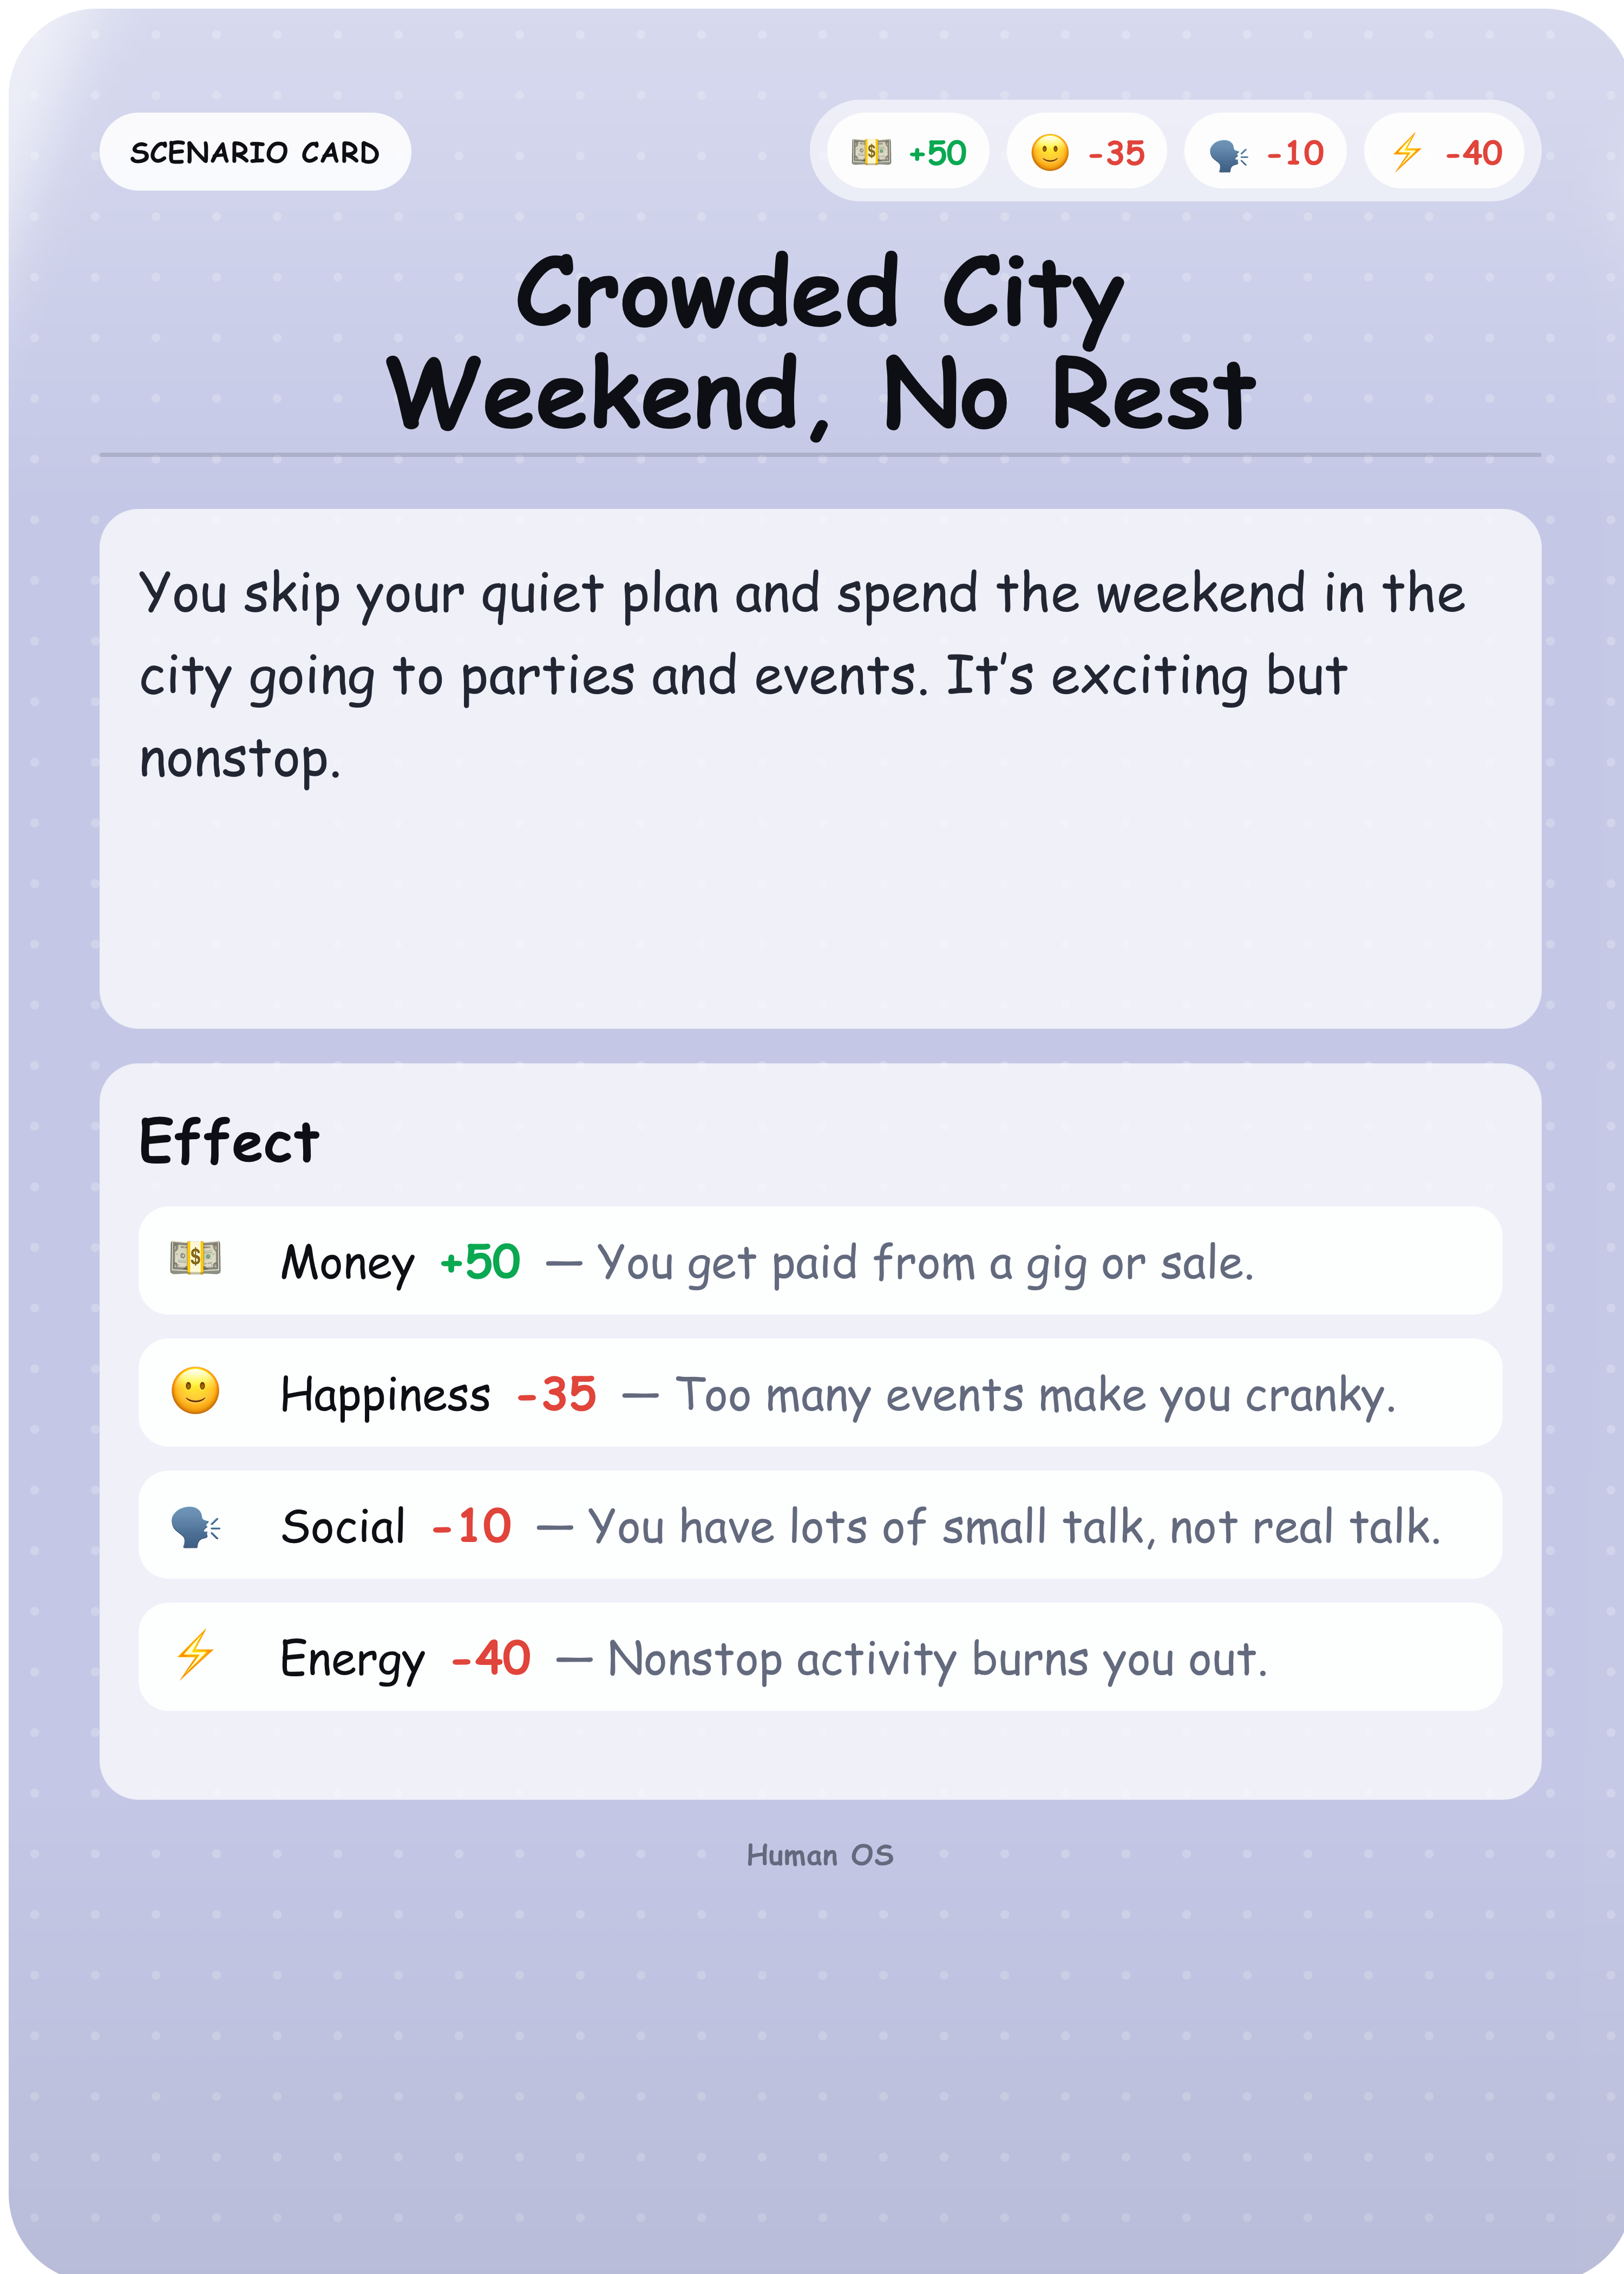 SCENARIO CARD
+50 -35 -10 -40
Crowded City
Weekend, No Rest
You skip your quiet plan and spend the weekend in the
city going to parties and events. It's exciting but
nonstop.
Effect
Money +50 — You get paid from a gig or sale.
Happiness -35 — Too many events make you cranky.
Social -10 — You have lots of small talk, not real talk.
Energy -40 — Nonstop activity burns you out.
Human OS